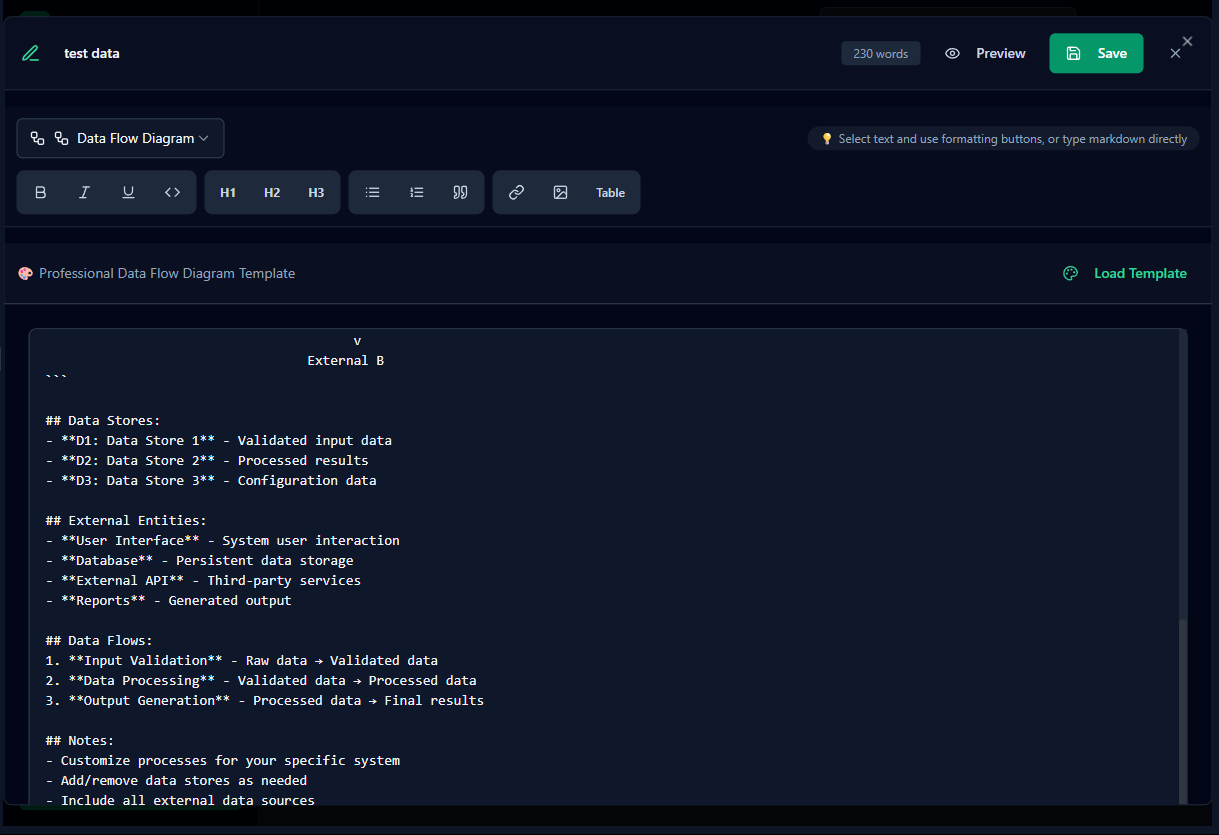 test data
230 words
Preview
Save
Data Flow Diagram
💡 Select text and use formatting buttons, or type markdown directly
B I U <> H1 H2 H3 Table
🎨 Professional Data Flow Diagram Template
Load Template
v
External B
```
## Data Stores:
- **D1: Data Store 1** - Validated input data
- **D2: Data Store 2** - Processed results
- **D3: Data Store 3** - Configuration data
## External Entities:
- **User Interface** - System user interaction
- **Database** - Persistent data storage
- **External API** - Third-party services
- **Reports** - Generated output
## Data Flows:
1. **Input Validation** - Raw data → Validated data
2. **Data Processing** - Validated data → Processed data
3. **Output Generation** - Processed data → Final results
## Notes:
- Customize processes for your specific system
- Add/remove data stores as needed
- Include all external data sources